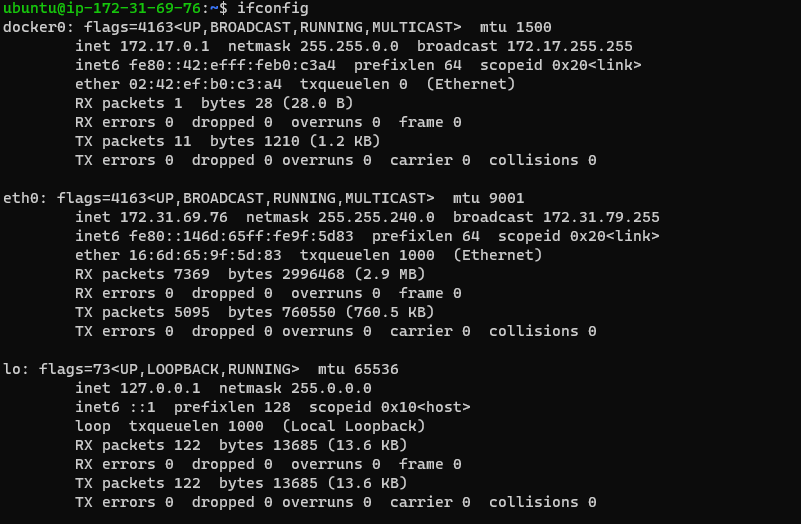 ubuntu@ip-172-31-69-76:~$ ifconfig
docker0: flags=4163<UP,BROADCAST,RUNNING,MULTICAST>  mtu 1500
        inet 172.17.0.1  netmask 255.255.0.0  broadcast 172.17.255.255
        inet6 fe80::42:efff:feb0:c3a4  prefixlen 64  scopeid 0x20<link>
        ether 02:42:ef:b0:c3:a4  txqueuelen 0  (Ethernet)
        RX packets 1  bytes 28 (28.0 B)
        RX errors 0  dropped 0  overruns 0  frame 0
        TX packets 11  bytes 1210 (1.2 KB)
        TX errors 0  dropped 0 overruns 0  carrier 0  collisions 0

eth0: flags=4163<UP,BROADCAST,RUNNING,MULTICAST>  mtu 9001
        inet 172.31.69.76  netmask 255.255.240.0  broadcast 172.31.79.255
        inet6 fe80::146d:65ff:fe9f:5d83  prefixlen 64  scopeid 0x20<link>
        ether 16:6d:65:9f:5d:83  txqueuelen 1000  (Ethernet)
        RX packets 7369  bytes 2996468 (2.9 MB)
        RX errors 0  dropped 0  overruns 0  frame 0
        TX packets 5095  bytes 760550 (760.5 KB)
        TX errors 0  dropped 0 overruns 0  carrier 0  collisions 0

lo: flags=73<UP,LOOPBACK,RUNNING>  mtu 65536
        inet 127.0.0.1  netmask 255.0.0.0
        inet6 ::1  prefixlen 128  scopeid 0x10<host>
        loop  txqueuelen 1000  (Local Loopback)
        RX packets 122  bytes 13685 (13.6 KB)
        RX errors 0  dropped 0  overruns 0  frame 0
        TX packets 122  bytes 13685 (13.6 KB)
        TX errors 0  dropped 0 overruns 0  carrier 0  collisions 0